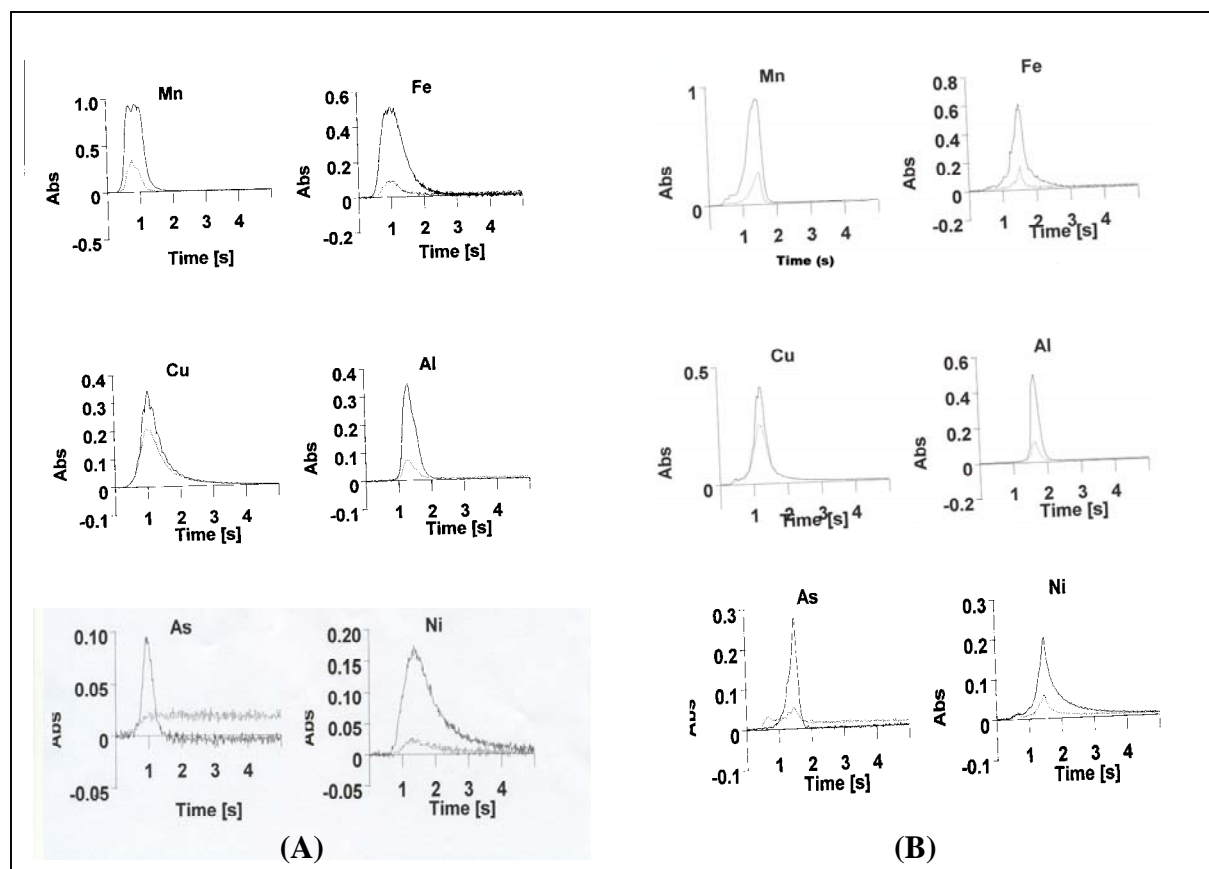 Mn
1.0
0.5
0
-0.5
Abs
1 2 3 4
Time [s]
Fe
0.6
0.4
0.2
0
-0.2
Abs
1 2 3 4
Time [s]
Mn
1
0
Abs
1 2 3 4
Time (s)
Fe
0.8
0.6
0.4
0.2
0
-0.2
Abs
1 2 3 4
Time [s]
Cu
0.4
0.3
0.2
0.1
0
-0.1
Abs
1 2 3 4
Time [s]
Al
0.4
0.3
0.2
0.1
0
-0.1
Abs
1 2 3 4
Time [s]
Cu
0.5
0
Abs
1 2 3 4
Time [s]
Al
0.6
0.4
0.2
0
-0.2
Abs
1 2 3 4
Time [s]
As
0.10
0.05
0
-0.05
Abs
1 2 3 4
Time [s]
Ni
0.20
0.15
0.10
0.05
0
-0.05
Abs
1 2 3 4
Time [s]
As
0.3
0.2
0.1
0
-0.1
Abs
1 2 3 4
Time [s]
Ni
0.3
0.2
0.1
0
-0.1
Abs
1 2 3 4
Time [s]
(A)
(B)